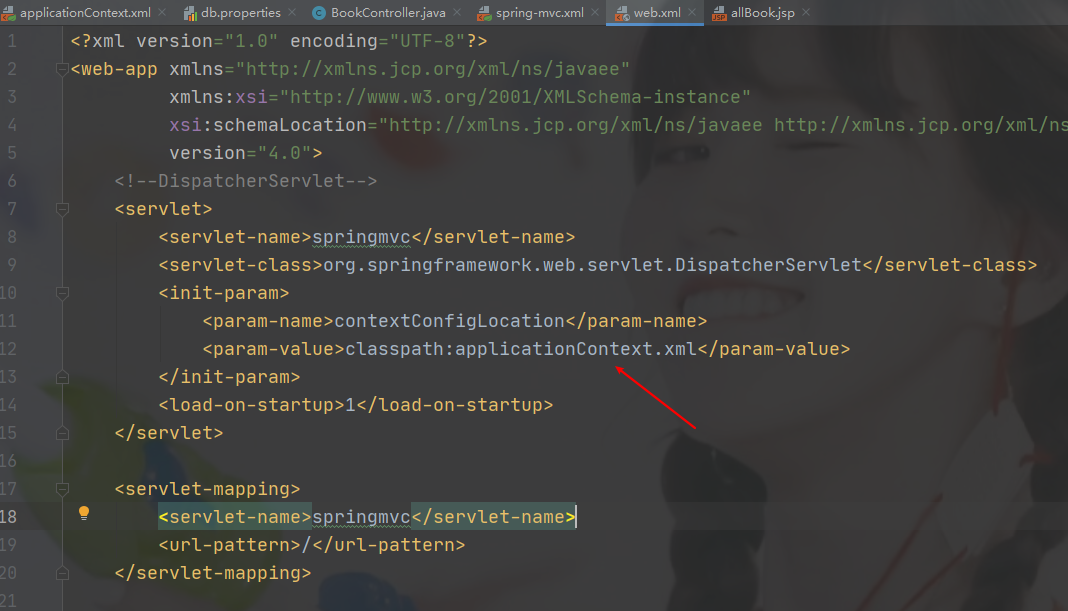 applicationContext.xml db.properties BookController.java spring-mvc.xml web.xml allBook.jsp
1 <?xml version="1.0" encoding="UTF-8"?>
2 <web-app xmlns="http://xmlns.jcp.org/xml/ns/javaee"
3 xmlns:xsi="http://www.w3.org/2001/XMLSchema-instance"
4 xsi:schemaLocation="http://xmlns.jcp.org/xml/ns/javaee http://xmlns.jcp.org/xml/ns
5 version="4.0">
6 <!--DispatcherServlet-->
7 <servlet>
8 <servlet-name>springmvc</servlet-name>
9 <servlet-class>org.springframework.web.servlet.DispatcherServlet</servlet-class>
10 <init-param>
11 <param-name>contextConfigLocation</param-name>
12 <param-value>classpath:applicationContext.xml</param-value>
13 </init-param>
14 <load-on-startup>1</load-on-startup>
15 </servlet>
16
17 <servlet-mapping>
18 <servlet-name>springmvc</servlet-name>
19 <url-pattern>/</url-pattern>
20 </servlet-mapping>
21